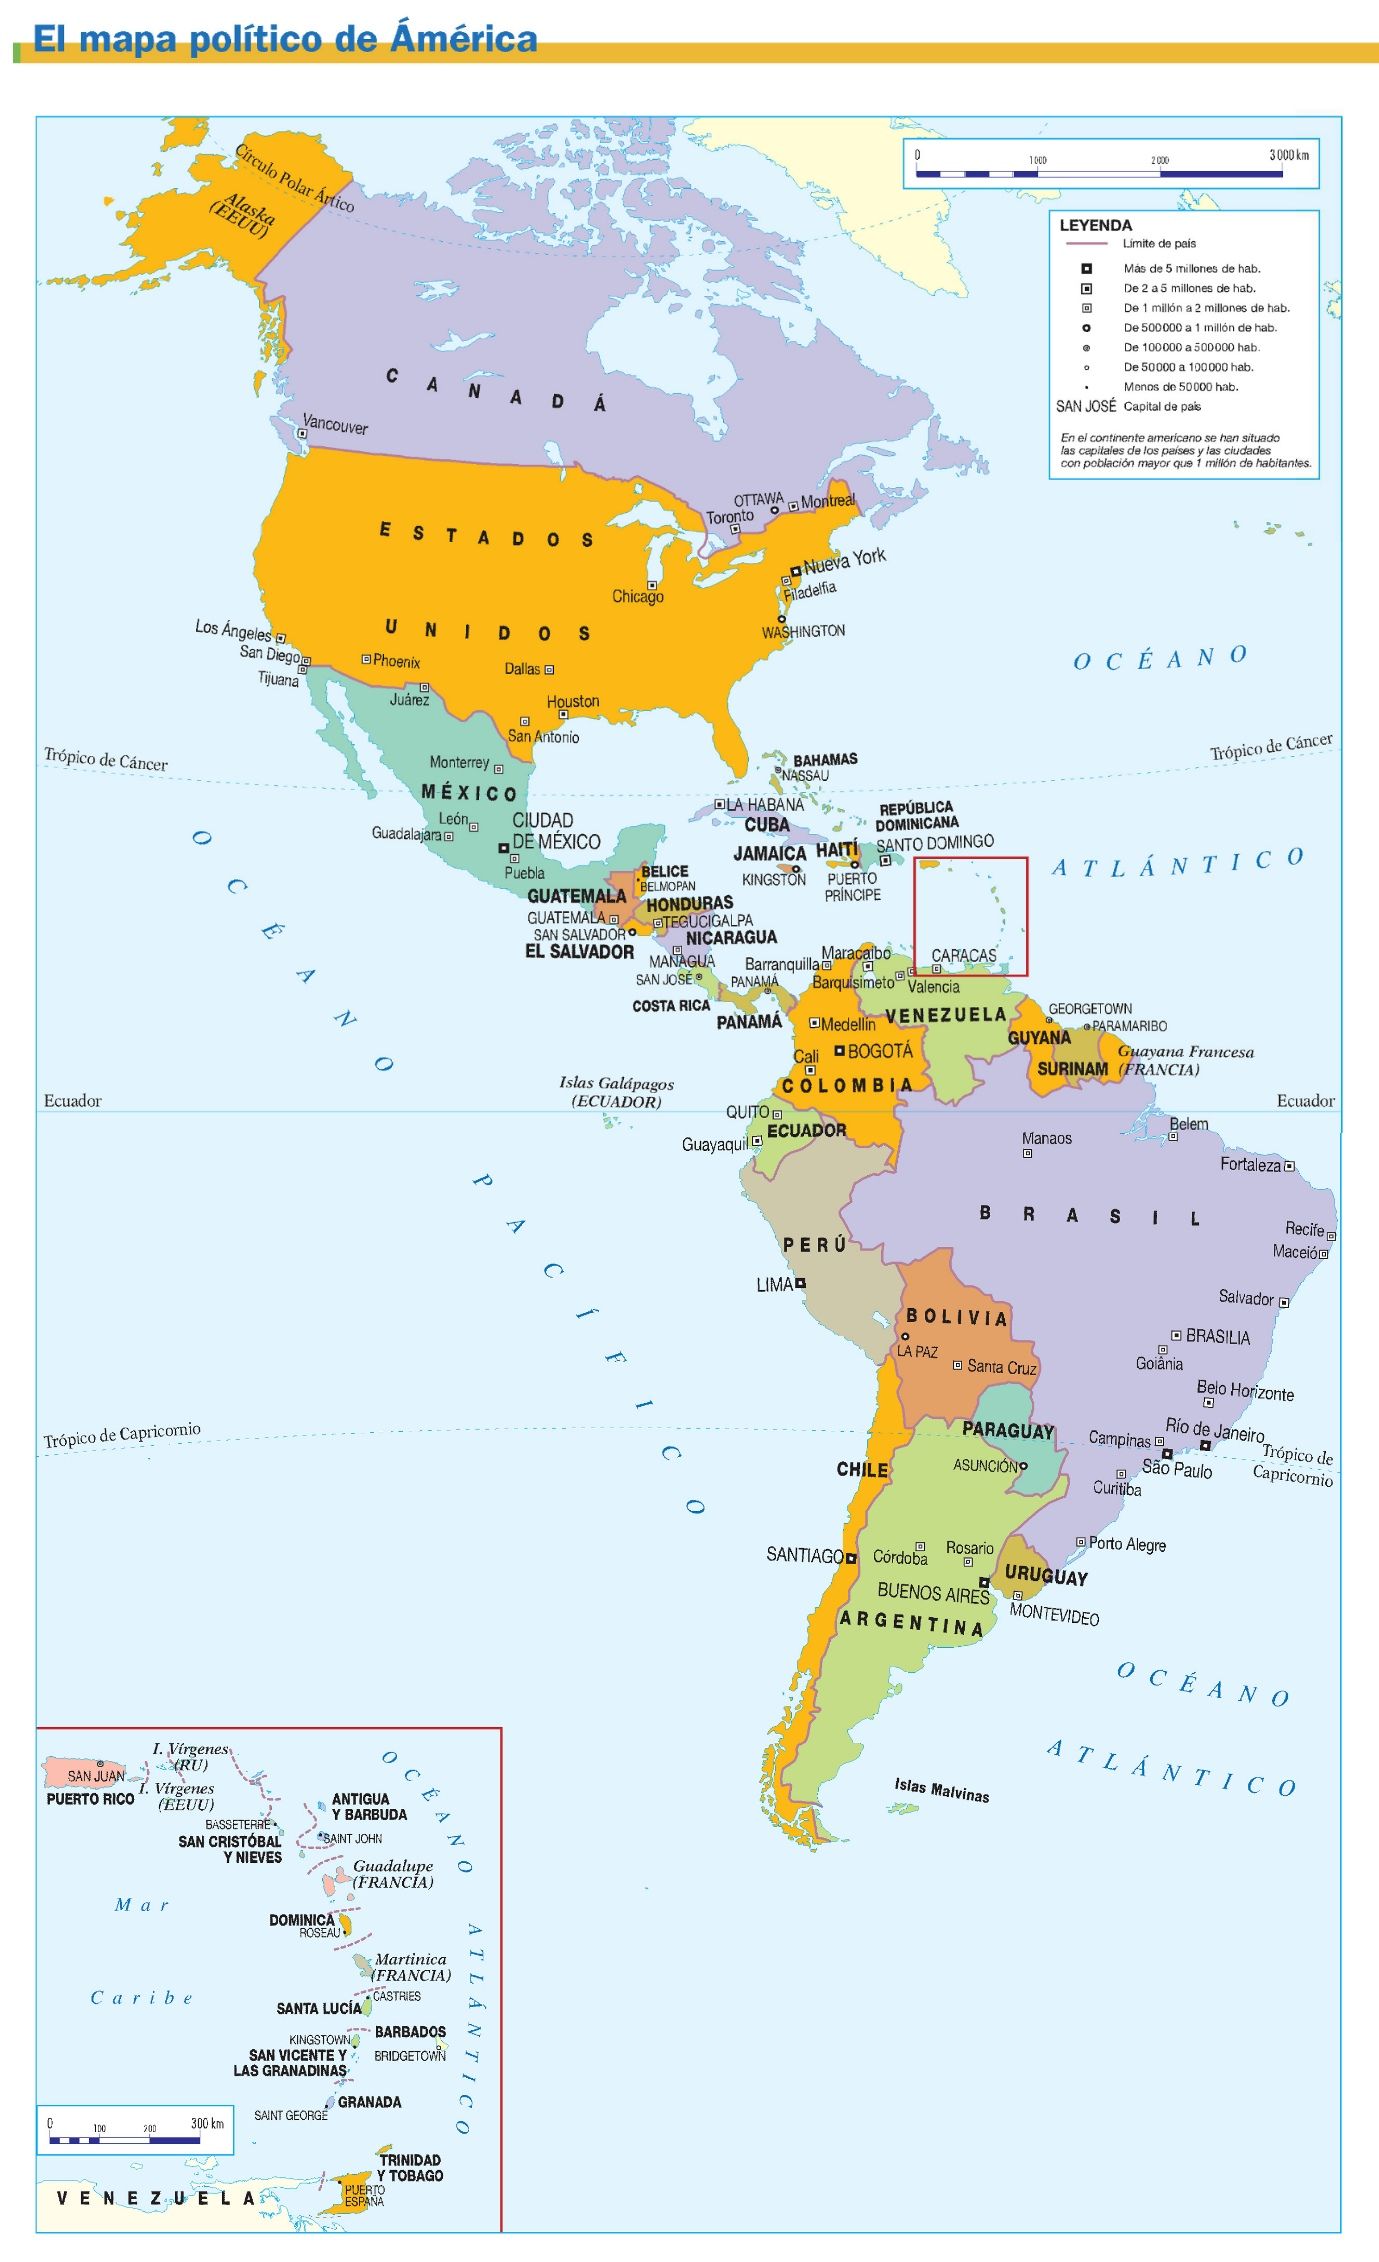 El mapa político de América
Círculo Polar Ártico
Alaska
(EEUU)
0 1000 2000 3000 km
LEYENDA
Límite de país
Más de 5 millones de hab.
De 2 a 5 millones de hab.
De 1 millón a 2 millones de hab.
De 500000 a 1 millón de hab.
De 100000 a 500000 hab.
De 50000 a 100000 hab.
Menos de 50000 hab.
SAN JOSÉ Capital de país
En el continente americano se han situado
las capitales de los países y las ciudades
con población mayor que 1 millón de habitantes.
CANADÁ
Vancouver
OTTAWA
Montreal
Toronto
ESTADOS
Nueva York
Filadelfia
Chicago
WASHINGTON
UNIDOS
Los Ángeles
San Diego
Tijuana
Phoenix
Dallas
Juárez
Houston
San Antonio
OCÉANO
ATLÁNTICO
Trópico de Cáncer
Trópico de Cáncer
Monterrey
MÉXICO
León
Guadalajara
CIUDAD
DE MÉXICO
Puebla
BAHAMAS
NASSAU
LA HABANA
CUBA
REPÚBLICA
DOMINICANA
SANTO DOMINGO
JAMAICA
KINGSTON
HAITÍ
PUERTO
PRÍNCIPE
BELICE
BELMOPAN
GUATEMALA
GUATEMALA
HONDURAS
TEGUCIGALPA
SAN SALVADOR
EL SALVADOR
NICARAGUA
MANAGUA
SAN JOSÉ
COSTA RICA
PANAMÁ
PANAMÁ
Barranquilla
Maracaibo
Barquisimeto
Valencia
CARACAS
VENEZUELA
Medellín
BOGOTÁ
Cali
COLOMBIA
GEORGETOWN
PARAMARIBO
GUYANA
SURINAM
Guayana Francesa
(FRANCIA)
OCÉANO
PACÍFICO
Islas Galápagos
(ECUADOR)
Ecuador
Ecuador
QUITO
ECUADOR
Guayaquil
Manaos
Belem
Fortaleza
BRASIL
Recife
Maceió
PERÚ
LIMA
Salvador
BOLIVIA
LA PAZ
Santa Cruz
BRASILIA
Goiânia
Belo Horizonte
Trópico de Capricornio
PARAGUAY
ASUNCIÓN
Campinas
Río de Janeiro
São Paulo
Curitiba
Trópico de
Capricornio
CHILE
SANTIAGO
Córdoba
Rosario
Porto Alegre
BUENOS AIRES
URUGUAY
MONTEVIDEO
ARGENTINA
OCÉANO
ATLÁNTICO
Islas Malvinas
SAN JUAN
PUERTO RICO
I. Vírgenes
(RU)
I. Vírgenes
(EEUU)
OCÉANO
ATLÁNTICO
ANTIGUA
Y BARBUDA
SAINT JOHN
BASSETERRE
SAN CRISTÓBAL
Y NIEVES
Guadalupe
(FRANCIA)
Mar
Caribe
DOMINICA
ROSEAU
Martinica
(FRANCIA)
CASTRIES
SANTA LUCÍA
KINGSTOWN
SAN VICENTE Y
LAS GRANADINAS
BARBADOS
BRIDGETOWN
GRANADA
SAINT GEORGE
0 100 200 300 km
TRINIDAD
Y TOBAGO
PUERTO
ESPAÑA
VENEZUELA